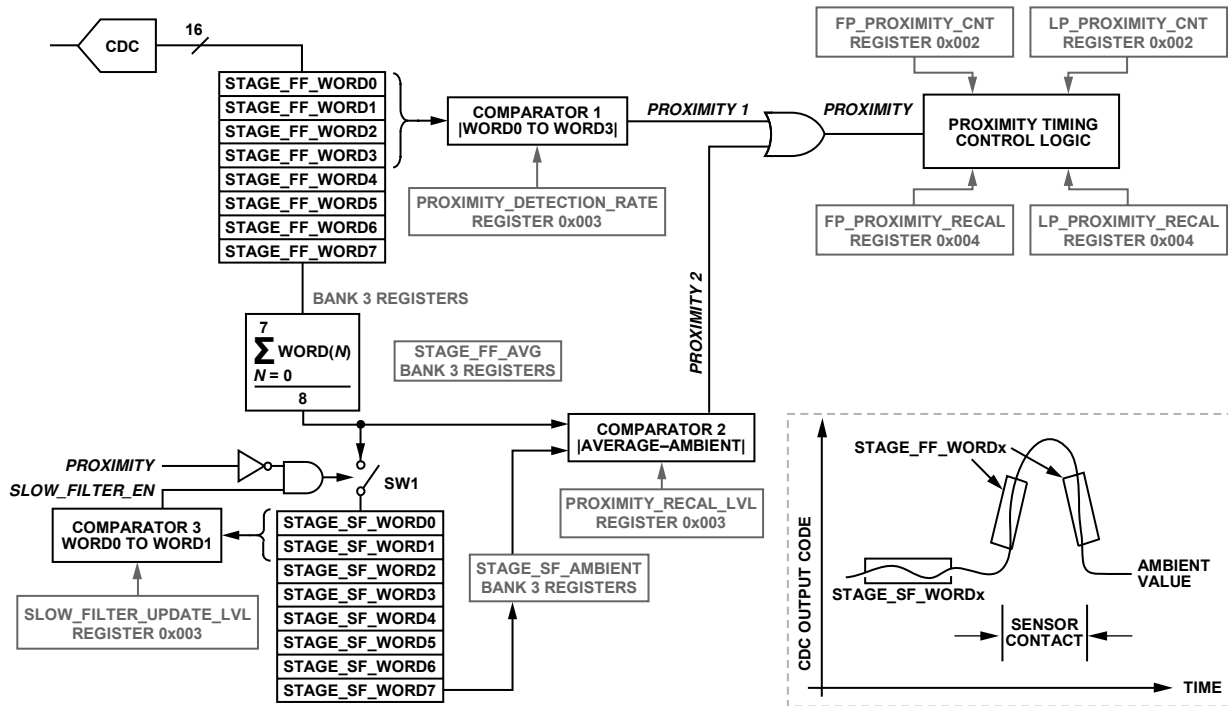 CDC
16
STAGE_FF_WORD0
STAGE_FF_WORD1
STAGE_FF_WORD2
STAGE_FF_WORD3
STAGE_FF_WORD4
STAGE_FF_WORD5
STAGE_FF_WORD6
STAGE_FF_WORD7
COMPARATOR 1
|WORD0 TO WORD3|
PROXIMITY_DETECTION_RATE
REGISTER 0x003
PROXIMITY 1
PROXIMITY
FP_PROXIMITY_CNT
REGISTER 0x002
LP_PROXIMITY_CNT
REGISTER 0x002
PROXIMITY TIMING
CONTROL LOGIC
FP_PROXIMITY_RECAL
REGISTER 0x004
LP_PROXIMITY_RECAL
REGISTER 0x004
BANK 3 REGISTERS
7
Σ WORD(N)
N = 0
8
STAGE_FF_AVG
BANK 3 REGISTERS
PROXIMITY 2
COMPARATOR 2
|AVERAGE–AMBIENT|
PROXIMITY_RECAL_LVL
REGISTER 0x003
PROXIMITY
SLOW_FILTER_EN
SW1
COMPARATOR 3
WORD0 TO WORD1
SLOW_FILTER_UPDATE_LVL
REGISTER 0x003
STAGE_SF_WORD0
STAGE_SF_WORD1
STAGE_SF_WORD2
STAGE_SF_WORD3
STAGE_SF_WORD4
STAGE_SF_WORD5
STAGE_SF_WORD6
STAGE_SF_WORD7
STAGE_SF_AMBIENT
BANK 3 REGISTERS
CDC OUTPUT CODE
STAGE_FF_WORDx
STAGE_SF_WORDx
AMBIENT
VALUE
SENSOR
CONTACT
TIME